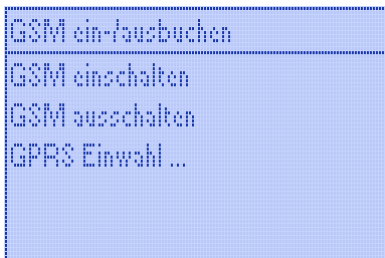 GSM ein-/ausbuchen
GSM einschalten
GSM ausschalten
GPRS Einwahl ...